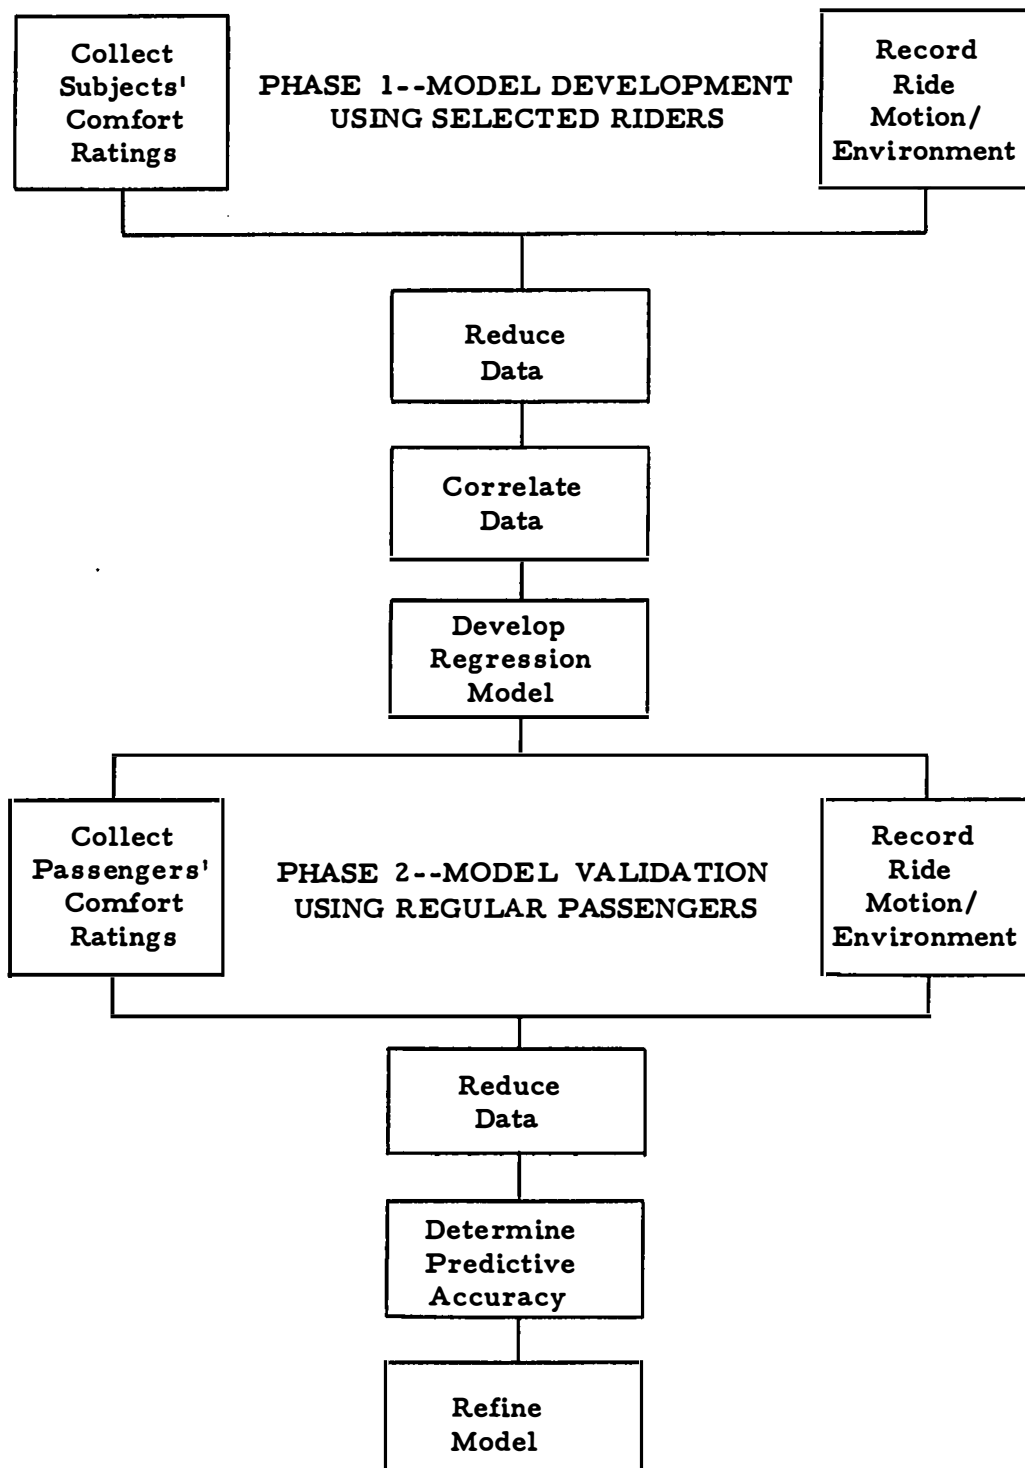 Collect
Subjects'
Comfort
Ratings
PHASE 1--MODEL DEVELOPMENT
USING SELECTED RIDERS
Record
Ride
Motion/
Environment
Reduce
Data
Correlate
Data
Develop
Regression
Model
Collect
Passengers'
Comfort
Ratings
PHASE 2--MODEL VALIDATION
USING REGULAR PASSENGERS
Record
Ride
Motion/
Environment
Reduce
Data
Determine
Predictive
Accuracy
Refine
Model